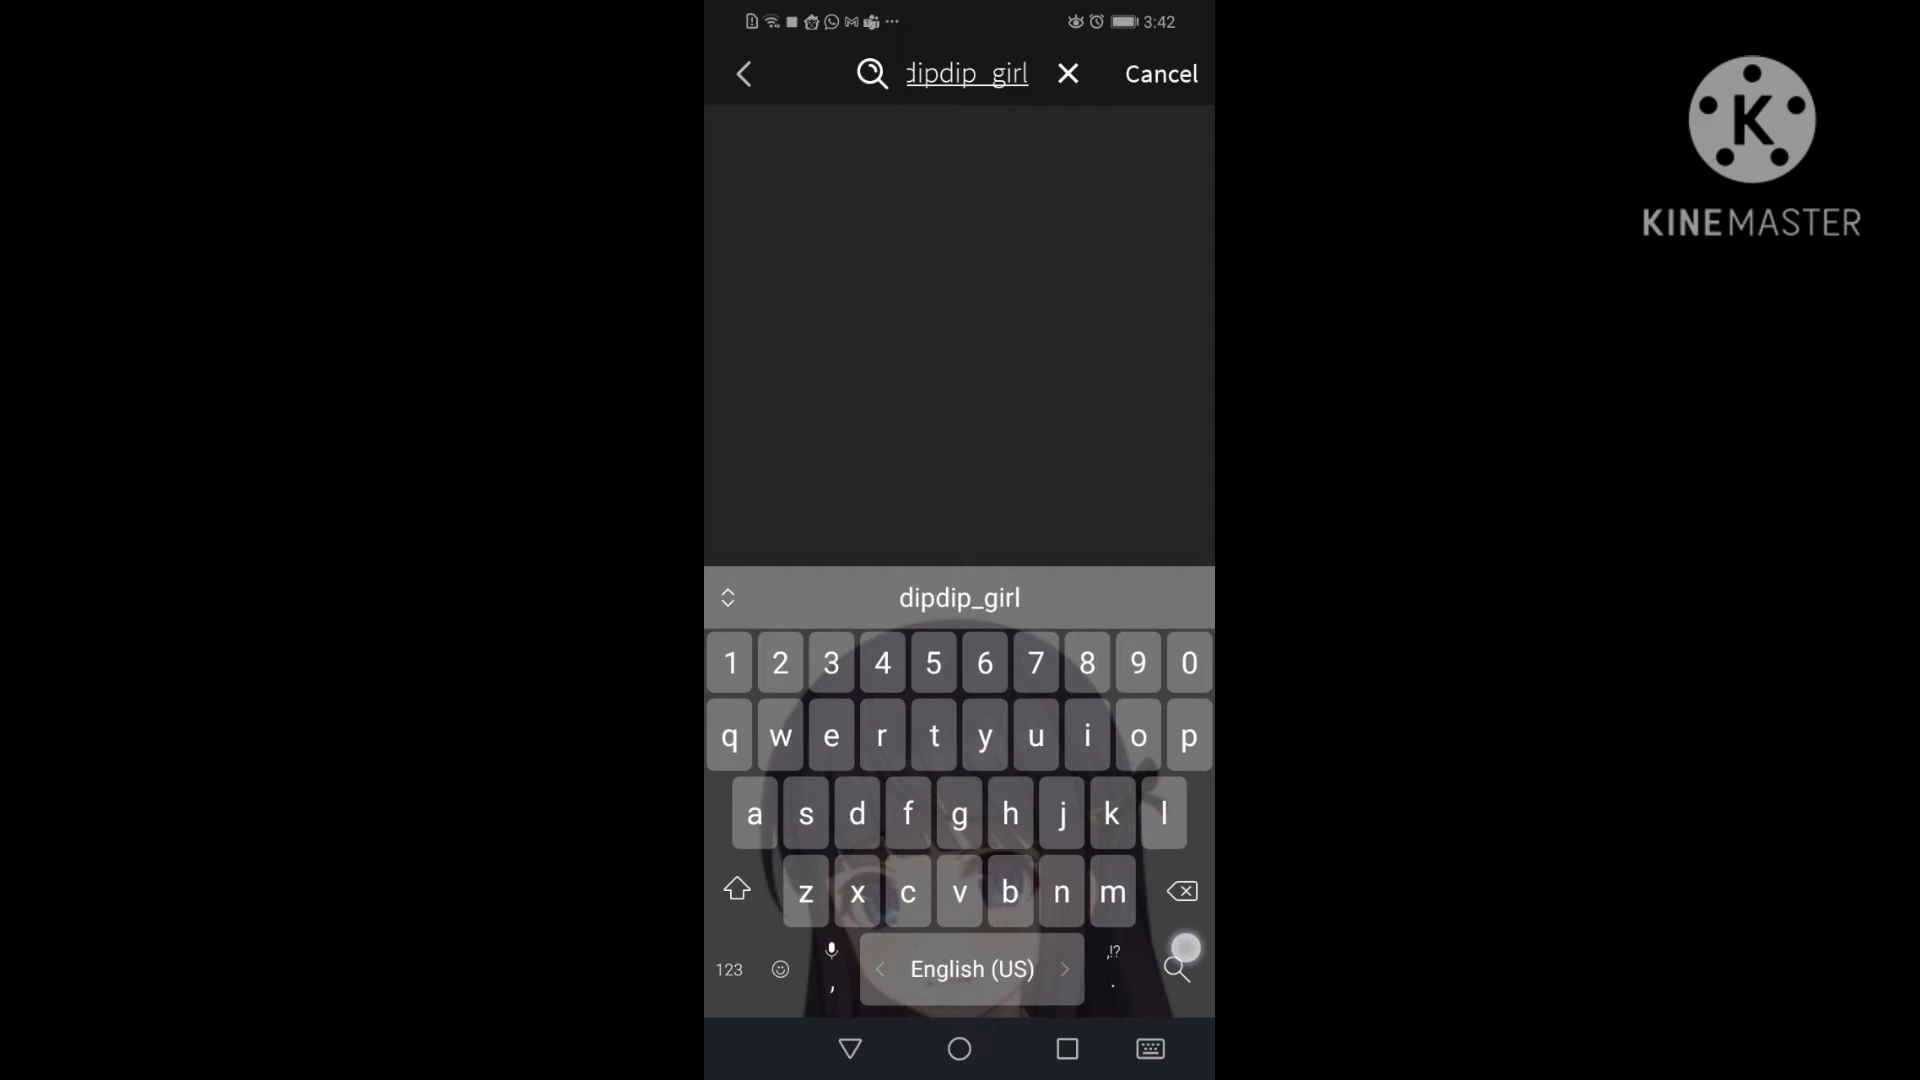 3:42
dipdip_girl
Cancel
K
KINEMASTER
dipdip_girl
1 2 3 4 5 6 7 8 9 0
q w e r t y u i o p
a s d f g h j k l
z x c v b n m
123 , English (US) ,!? .